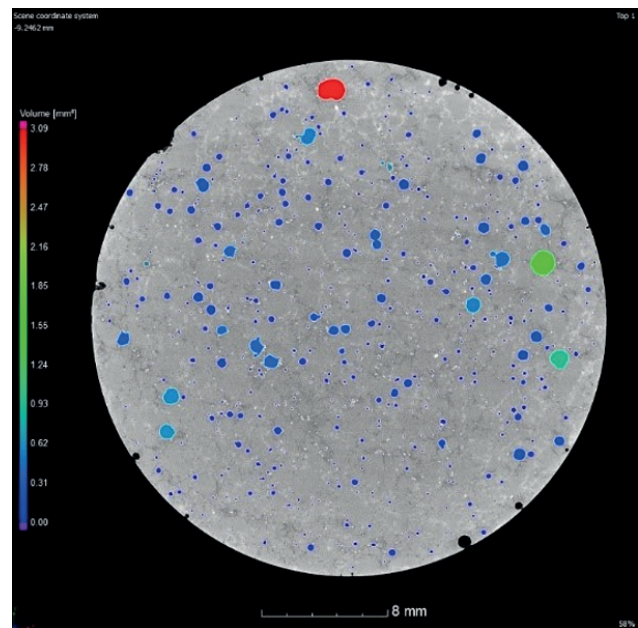 Scene coordinate system
Top 1
-9.2462 mm
Volume [mm³]
3.09
2.78
2.47
2.16
1.85
1.55
1.24
0.93
0.62
0.31
0.00
8 mm
58%